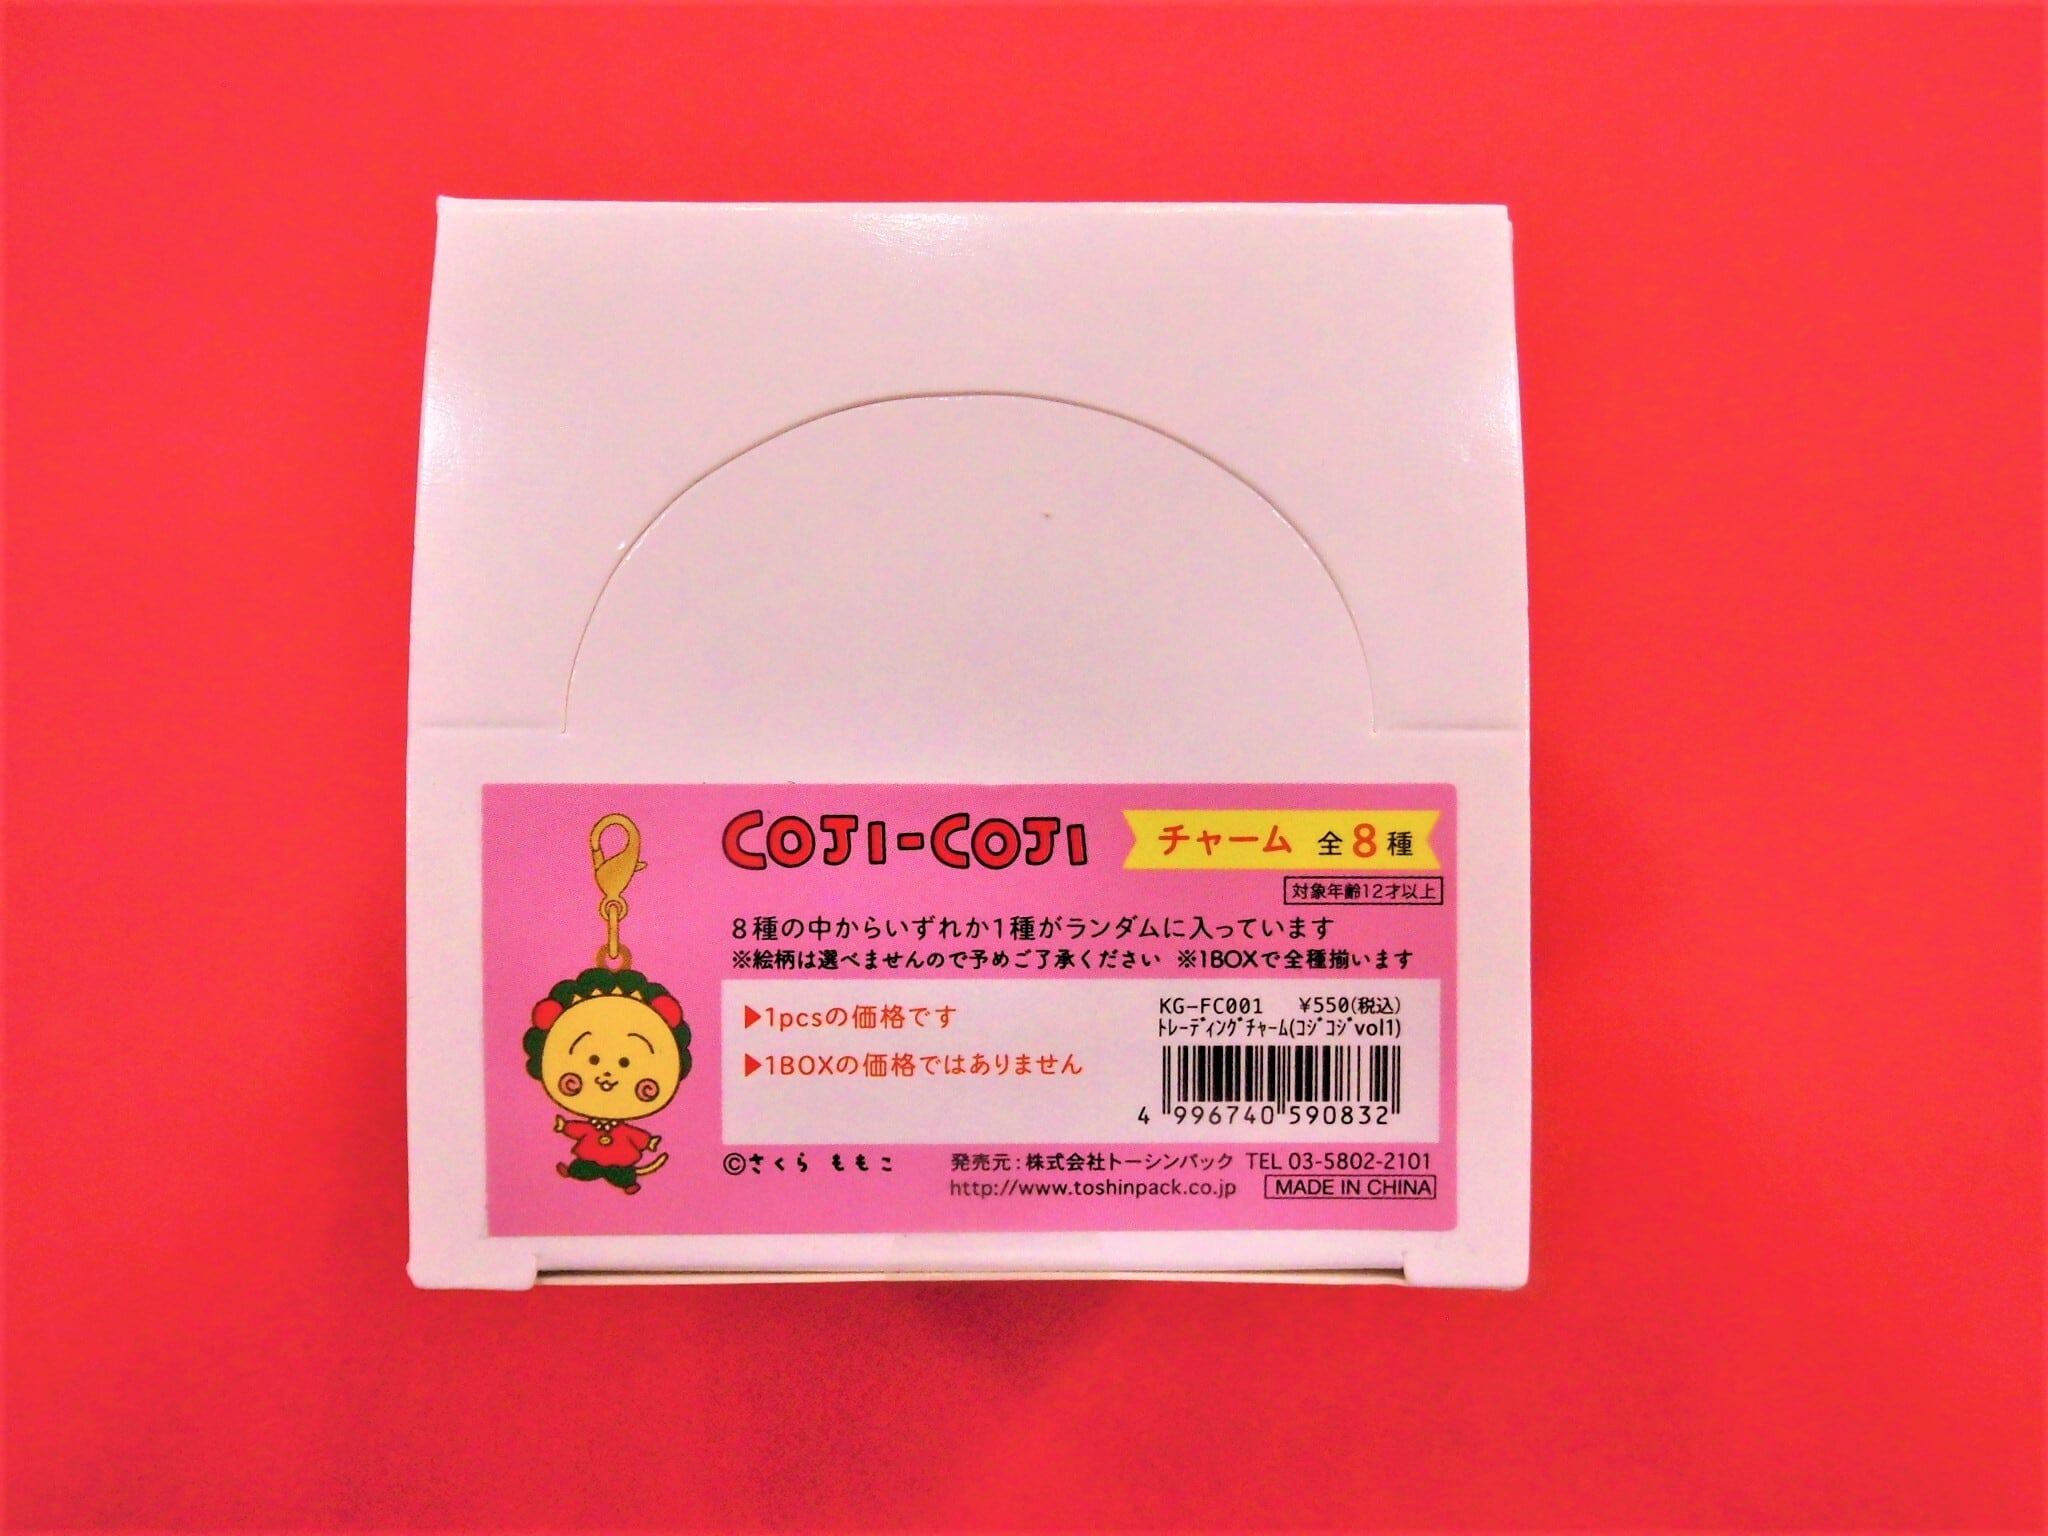 COJI-COJI
チャーム 全8種
対象年齢12才以上
8種の中からいずれか1種がランダムに入っています
※絵柄は選べませんので予めご了承ください ※1BOXで全種揃います
▶1pcsの価格です
▶1BOXの価格ではありません
KG-FC001 ¥550(税込)
ﾄﾚｰﾃﾞｨﾝｸﾞﾁｬｰﾑ(ｺｼﾞｺｼﾞvol1)
4 996740 590832
©さくらももこ
発売元:株式会社トーシンパック TEL 03-5802-2101
http://www.toshinpack.co.jp MADE IN CHINA